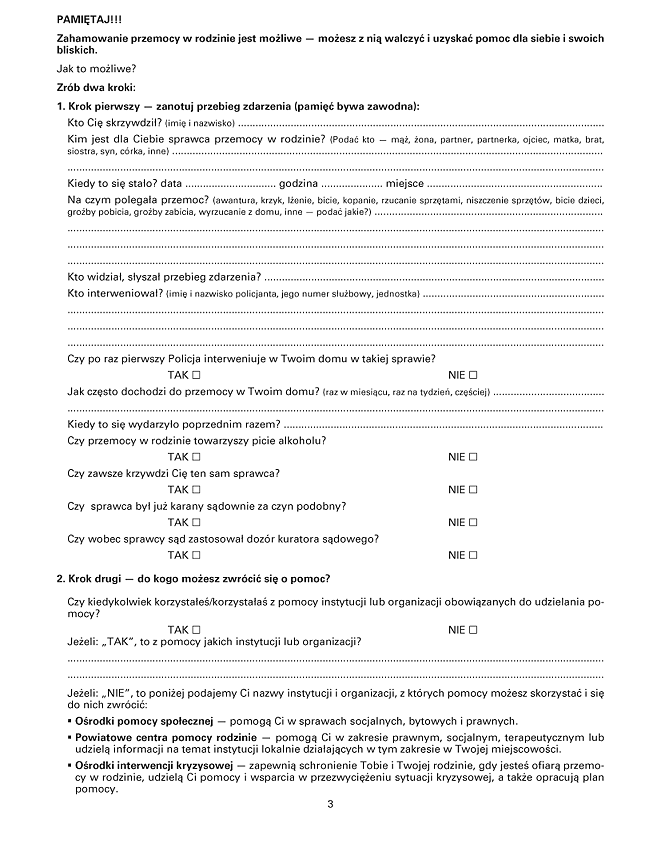 PAMIĘTAJ!!!
Zahamowanie przemocy w rodzinie jest możliwe — możesz z nią walczyć i uzyskać pomoc dla siebie i swoich
bliskich.
Jak to możliwe?
Zrób dwa kroki:
1. Krok pierwszy — zanotuj przebieg zdarzenia (pamięć bywa zawodna):
Kto Cię skrzywdził? (imię i nazwisko) ..............................................................................................................................
Kim jest dla Ciebie sprawca przemocy w rodzinie? (Podać kto — mąż, żona, partner, partnerka, ojciec, matka, brat,
siostra, syn, córka, inne) ....................................................................................................................................................
.......................................................................................................................................................................................
Kiedy to się stało? data ............................... godzina ..................... miejsce ............................................................
Na czym polegała przemoc? (awantura, krzyk, lżenie, bicie, kopanie, rzucanie sprzętami, niszczenie sprzętów, bicie dzieci,
groźby pobicia, groźby zabicia, wyrzucanie z domu, inne — podać jakie?) ..............................................................................
.......................................................................................................................................................................................
.......................................................................................................................................................................................
.......................................................................................................................................................................................
Kto widział, słyszał przebieg zdarzenia? ....................................................................................................................
Kto interweniował? (imię i nazwisko policjanta, jego numer służbowy, jednostka) ..............................................................
.......................................................................................................................................................................................
.......................................................................................................................................................................................
.......................................................................................................................................................................................
Czy po raz pierwszy Policja interweniuje w Twoim domu w takiej sprawie?
TAK ☐ NIE ☐
Jak często dochodzi do przemocy w Twoim domu? (raz w miesiącu, raz na tydzień, częściej) ......................................
.......................................................................................................................................................................................
Kiedy to się wydarzyło poprzednim razem? .............................................................................................................
Czy przemocy w rodzinie towarzyszy picie alkoholu?
TAK ☐ NIE ☐
Czy zawsze krzywdzi Cię ten sam sprawca?
TAK ☐ NIE ☐
Czy sprawca był już karany sądownie za czyn podobny?
TAK ☐ NIE ☐
Czy wobec sprawcy sąd zastosował dozór kuratora sądowego?
TAK ☐ NIE ☐
2. Krok drugi — do kogo możesz zwrócić się o pomoc?
Czy kiedykolwiek korzystałeś/korzystałaś z pomocy instytucji lub organizacji obowiązanych do udzielania po-
mocy?
TAK ☐ NIE ☐
Jeżeli: „TAK”, to z pomocy jakich instytucji lub organizacji?
.......................................................................................................................................................................................
.......................................................................................................................................................................................
Jeżeli: „NIE”, to poniżej podajemy Ci nazwy instytucji i organizacji, z których pomocy możesz skorzystać i się
do nich zwrócić:
▪ Ośrodki pomocy społecznej — pomogą Ci w sprawach socjalnych, bytowych i prawnych.
▪ Powiatowe centra pomocy rodzinie — pomogą Ci w zakresie prawnym, socjalnym, terapeutycznym lub
udzielą informacji na temat instytucji lokalnie działających w tym zakresie w Twojej miejscowości.
▪ Ośrodki interwencji kryzysowej — zapewnią schronienie Tobie i Twojej rodzinie, gdy jesteś ofiarą przemo-
cy w rodzinie, udzielą Ci pomocy i wsparcia w przezwyciężeniu sytuacji kryzysowej, a także opracują plan
pomocy.
3